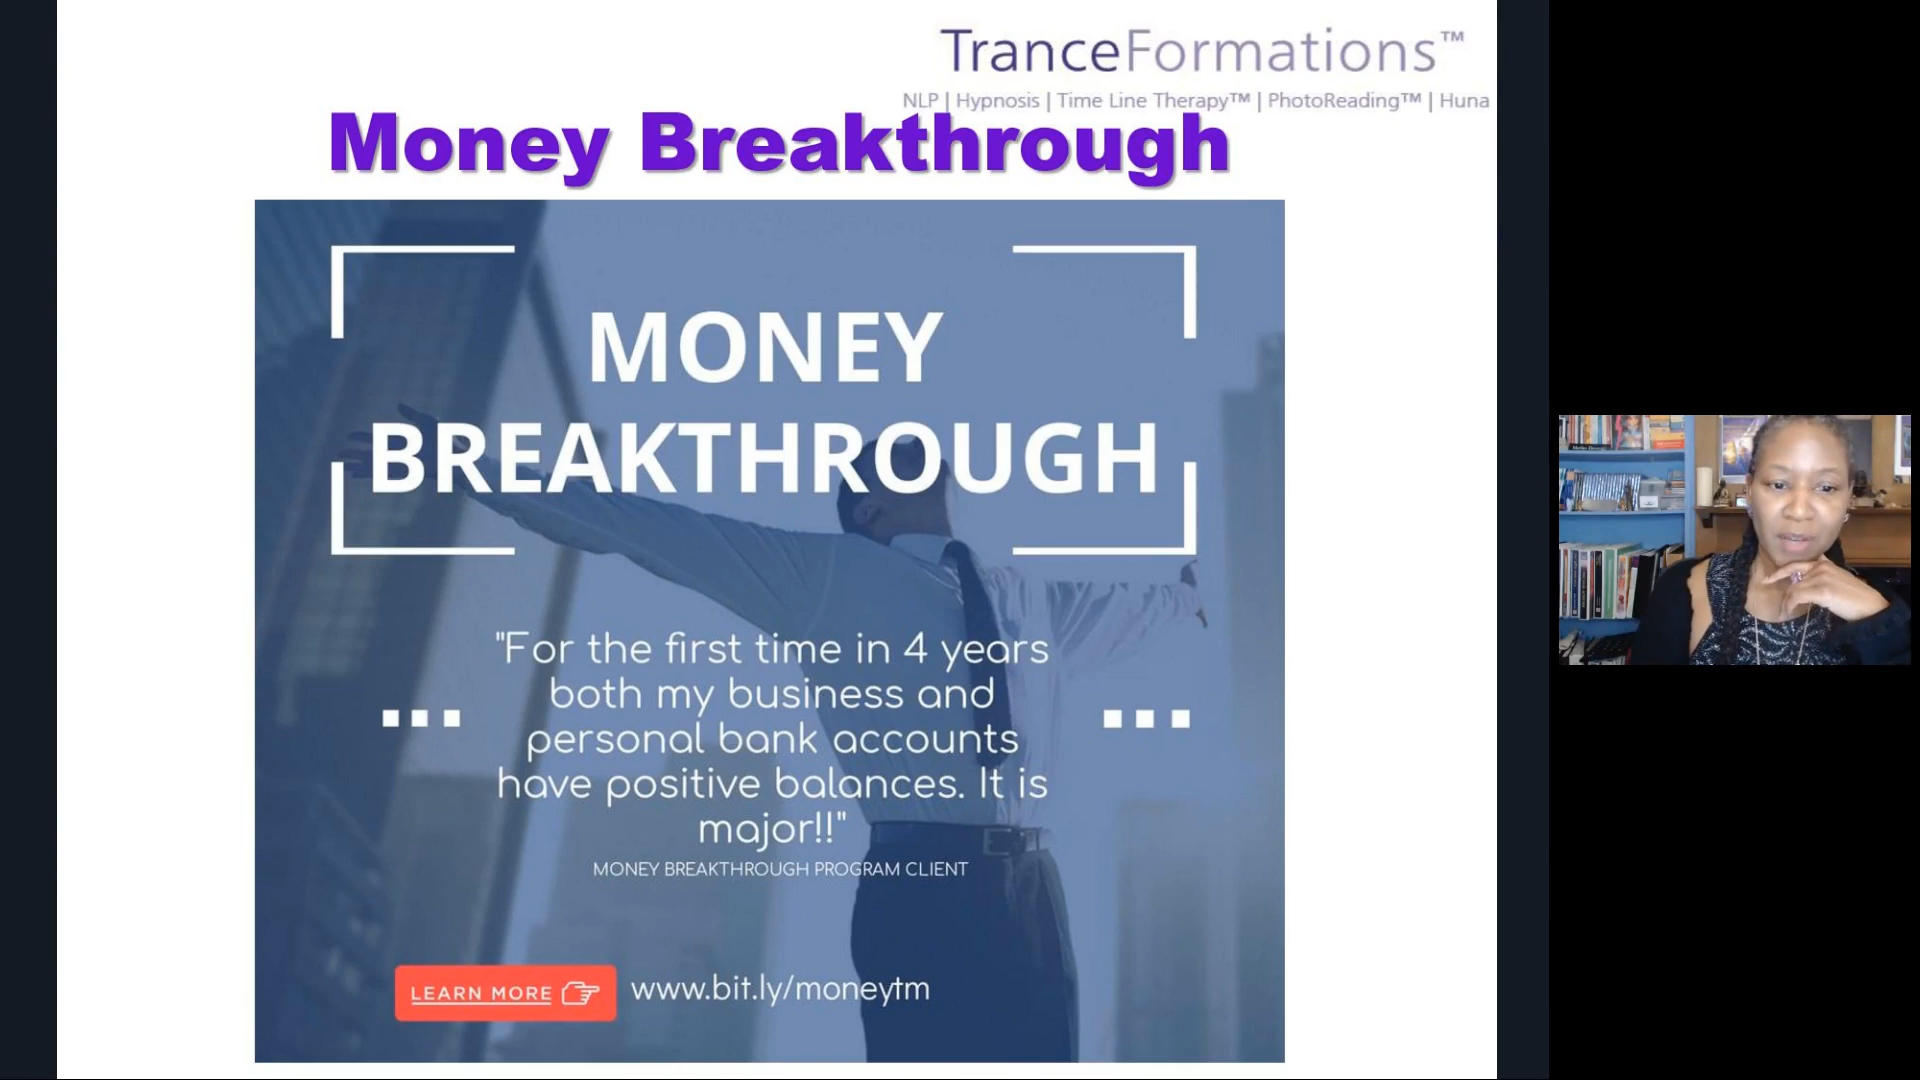 TranceFormations™
NLP | Hypnosis | Time Line Therapy™ | PhotoReading™ | Huna
Money Breakthrough
MONEY
BREAKTHROUGH
"For the first time in 4 years
both my business and
personal bank accounts
have positive balances. It is
major!!"
MONEY BREAKTHROUGH PROGRAM CLIENT
LEARN MORE
www.bit.ly/moneytm